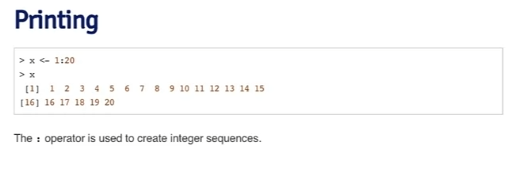 Printing
> x <- 1:20
> x
[1] 1 2 3 4 5 6 7 8 9 10 11 12 13 14 15
[16] 16 17 18 19 20
The : operator is used to create integer sequences.